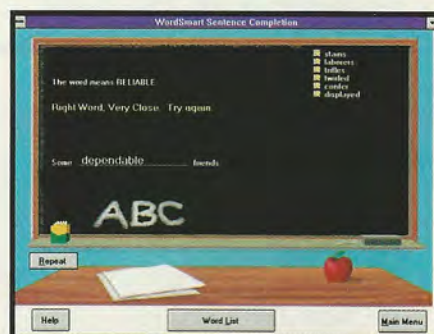 WordSmart Sentence Completion
stains
laborers
trifles
twirled
confer
displayed
The word means RELIABLE
Right Word, Very Close. Try again.
Some dependable friends
ABC
Repeat
Help
Word List
Main Menu